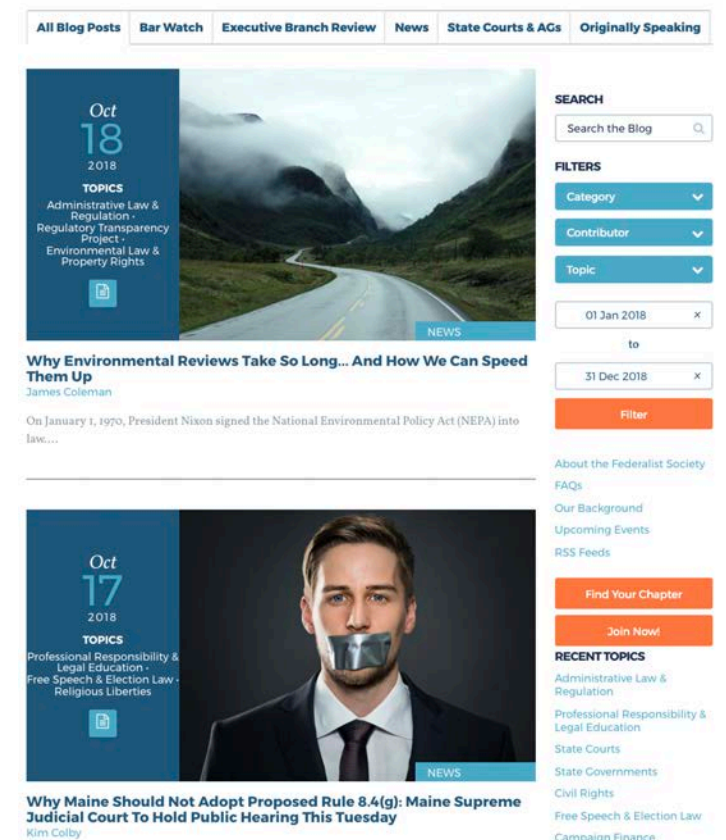 All Blog Posts
Bar Watch
Executive Branch Review
News
State Courts & AGs
Originally Speaking
Oct
18
2018
TOPICS
Administrative Law &
Regulation •
Regulatory Transparency
Project •
Environmental Law &
Property Rights
NEWS
Why Environmental Reviews Take So Long... And How We Can Speed
Them Up
James Coleman
On January 1, 1970, President Nixon signed the National Environmental Policy Act (NEPA) into
law....
Oct
17
2018
TOPICS
Professional Responsibility &
Legal Education •
Free Speech & Election Law •
Religious Liberties
NEWS
Why Maine Should Not Adopt Proposed Rule 8.4(g): Maine Supreme
Judicial Court To Hold Public Hearing This Tuesday
Kim Colby
SEARCH
Search the Blog
FILTERS
Category
Contributor
Topic
01 Jan 2018 ×
to
31 Dec 2018 ×
Filter
About the Federalist Society
FAQs
Our Background
Upcoming Events
RSS Feeds
Find Your Chapter
Join Now!
RECENT TOPICS
Administrative Law &
Regulation
Professional Responsibility &
Legal Education
State Courts
State Governments
Civil Rights
Free Speech & Election Law
Campaign Finance